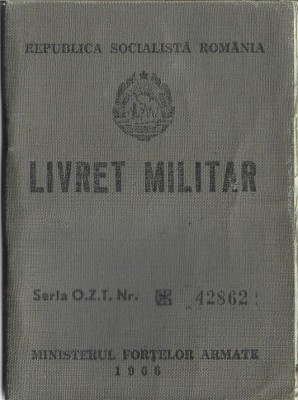 REPUBLICA SOCIALISTĂ ROMÂNIA
LIVRET MILITAR
Seria O.Z.T. Nr. 42862
MINISTERUL FORȚELOR ARMATE
1966